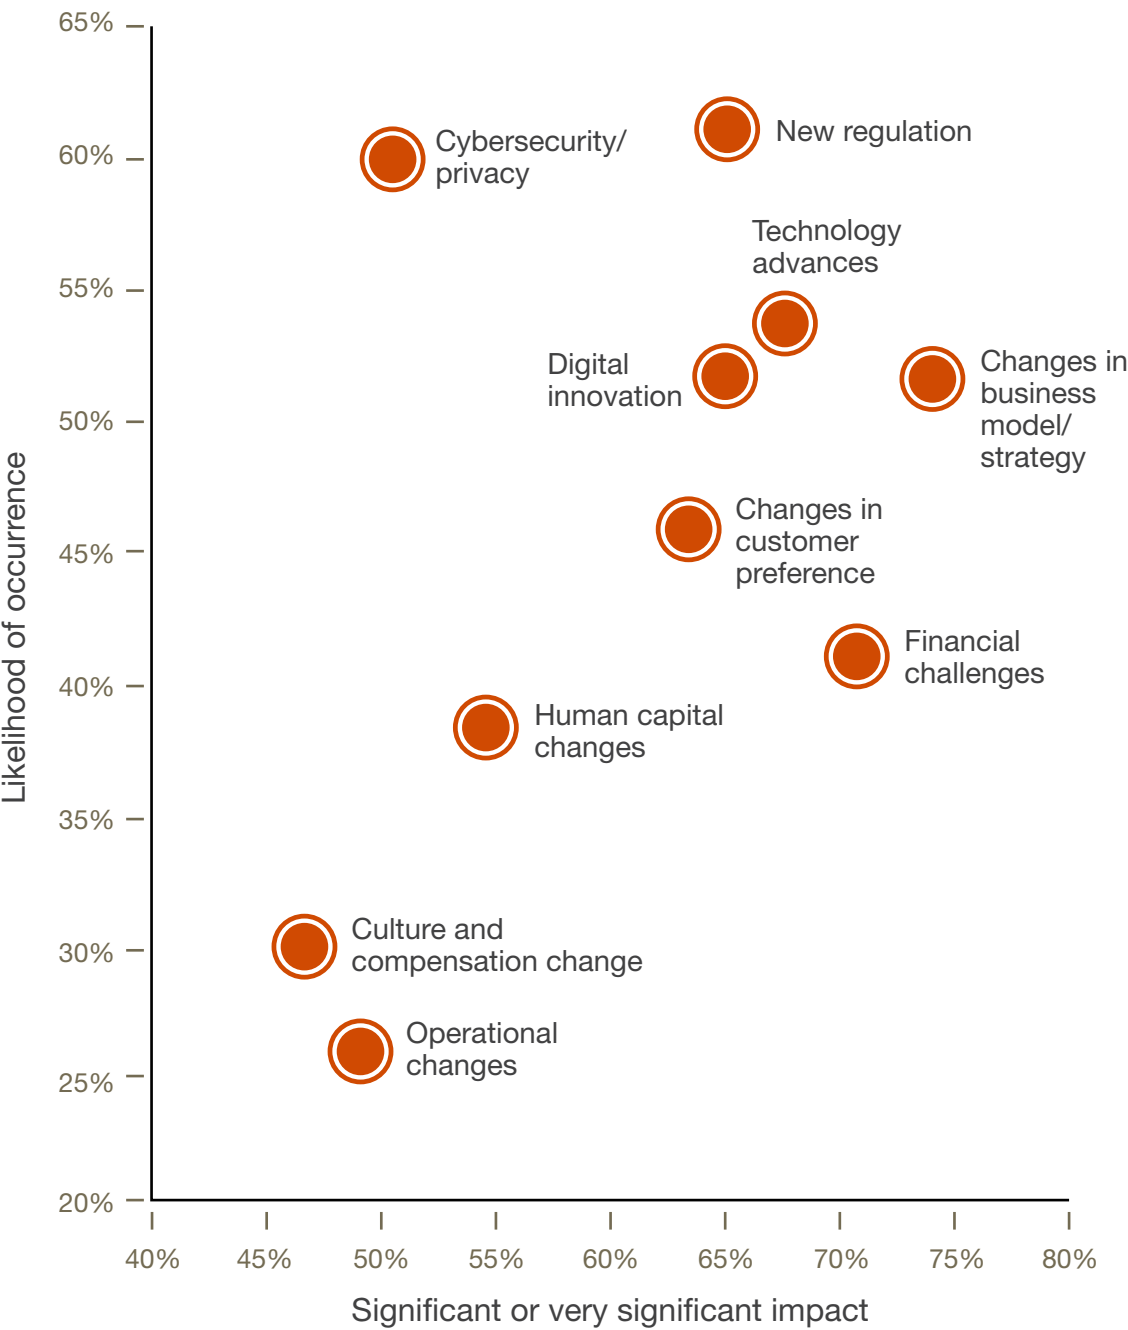 65%
60%
55%
50%
45%
40%
35%
30%
25%
20%
Likelihood of occurrence
Cybersecurity/
privacy
New regulation
Technology
advances
Digital
innovation
Changes in
business
model/
strategy
Changes in
customer
preference
Financial
challenges
Human capital
changes
Culture and
compensation change
Operational
changes
40% 45% 50% 55% 60% 65% 70% 75% 80%
Significant or very significant impact